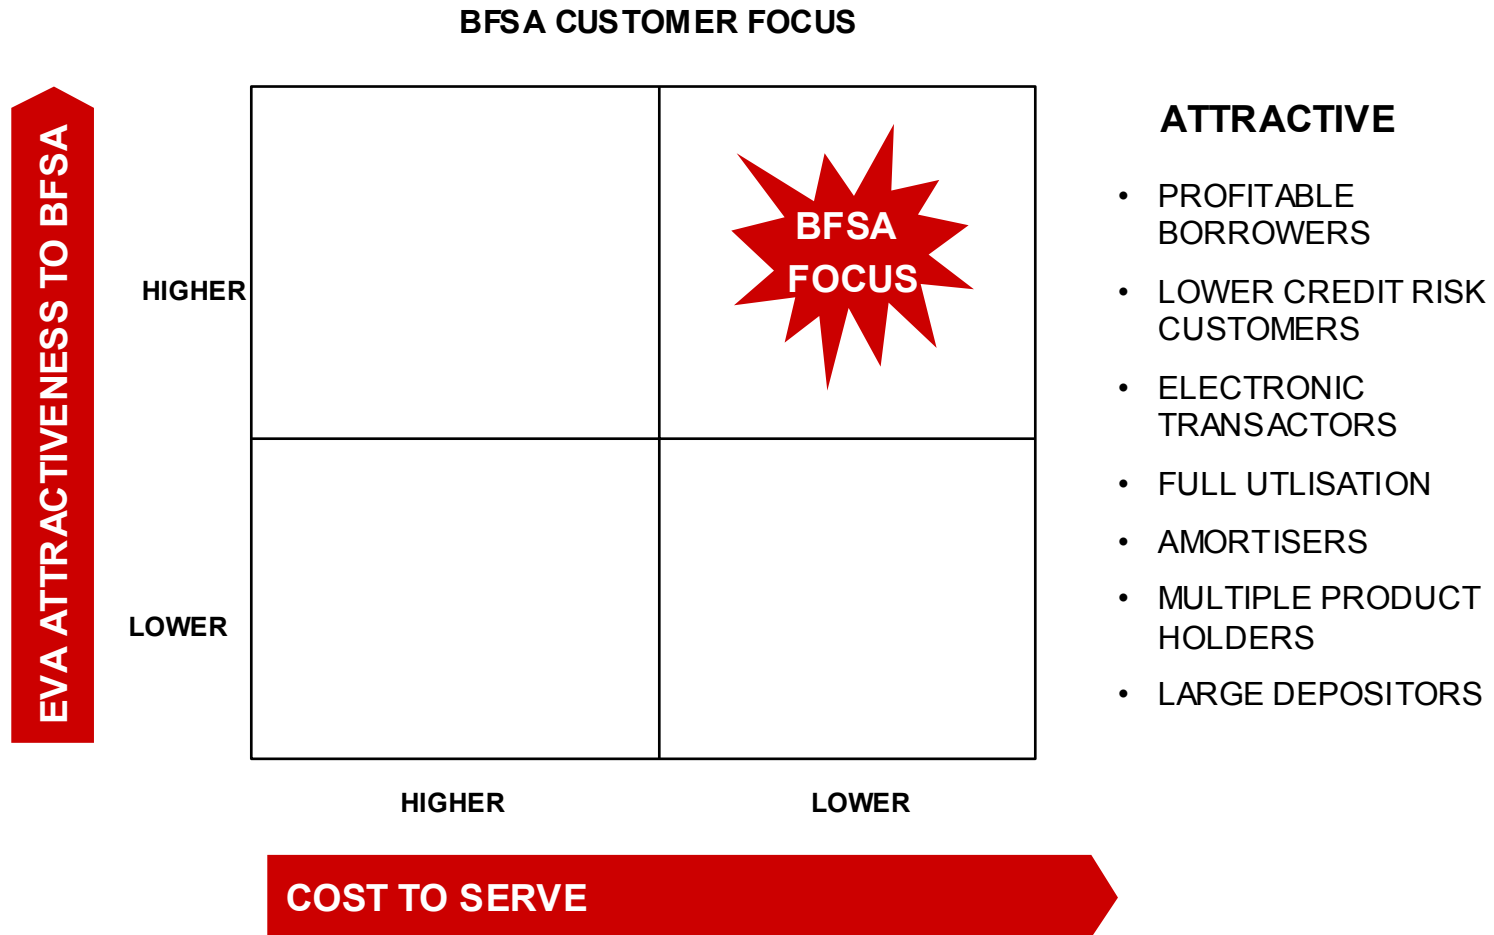 BFSA CUSTOMER FOCUS
EVA ATTRACTIVENESS TO BFSA
HIGHER
LOWER
BFSA
FOCUS
HIGHER
LOWER
COST TO SERVE
ATTRACTIVE
• PROFITABLE
BORROWERS
• LOWER CREDIT RISK
CUSTOMERS
• ELECTRONIC
TRANSACTORS
• FULL UTLISATION
• AMORTISERS
• MULTIPLE PRODUCT
HOLDERS
• LARGE DEPOSITORS